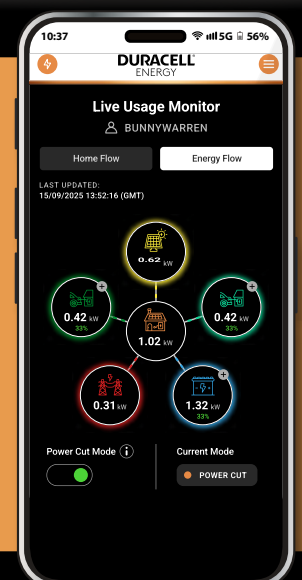 10:37
5G 56%
DURACELL
ENERGY
Live Usage Monitor
BUNNYWARREN
Home Flow
Energy Flow
LAST UPDATED:
15/09/2025 13:52:16 (GMT)
0.62 kW
0.42 kW
33%
0.42 kW
33%
1.02 kW
0.31 kW
1.32 kW
33%
Power Cut Mode i
Current Mode
POWER CUT